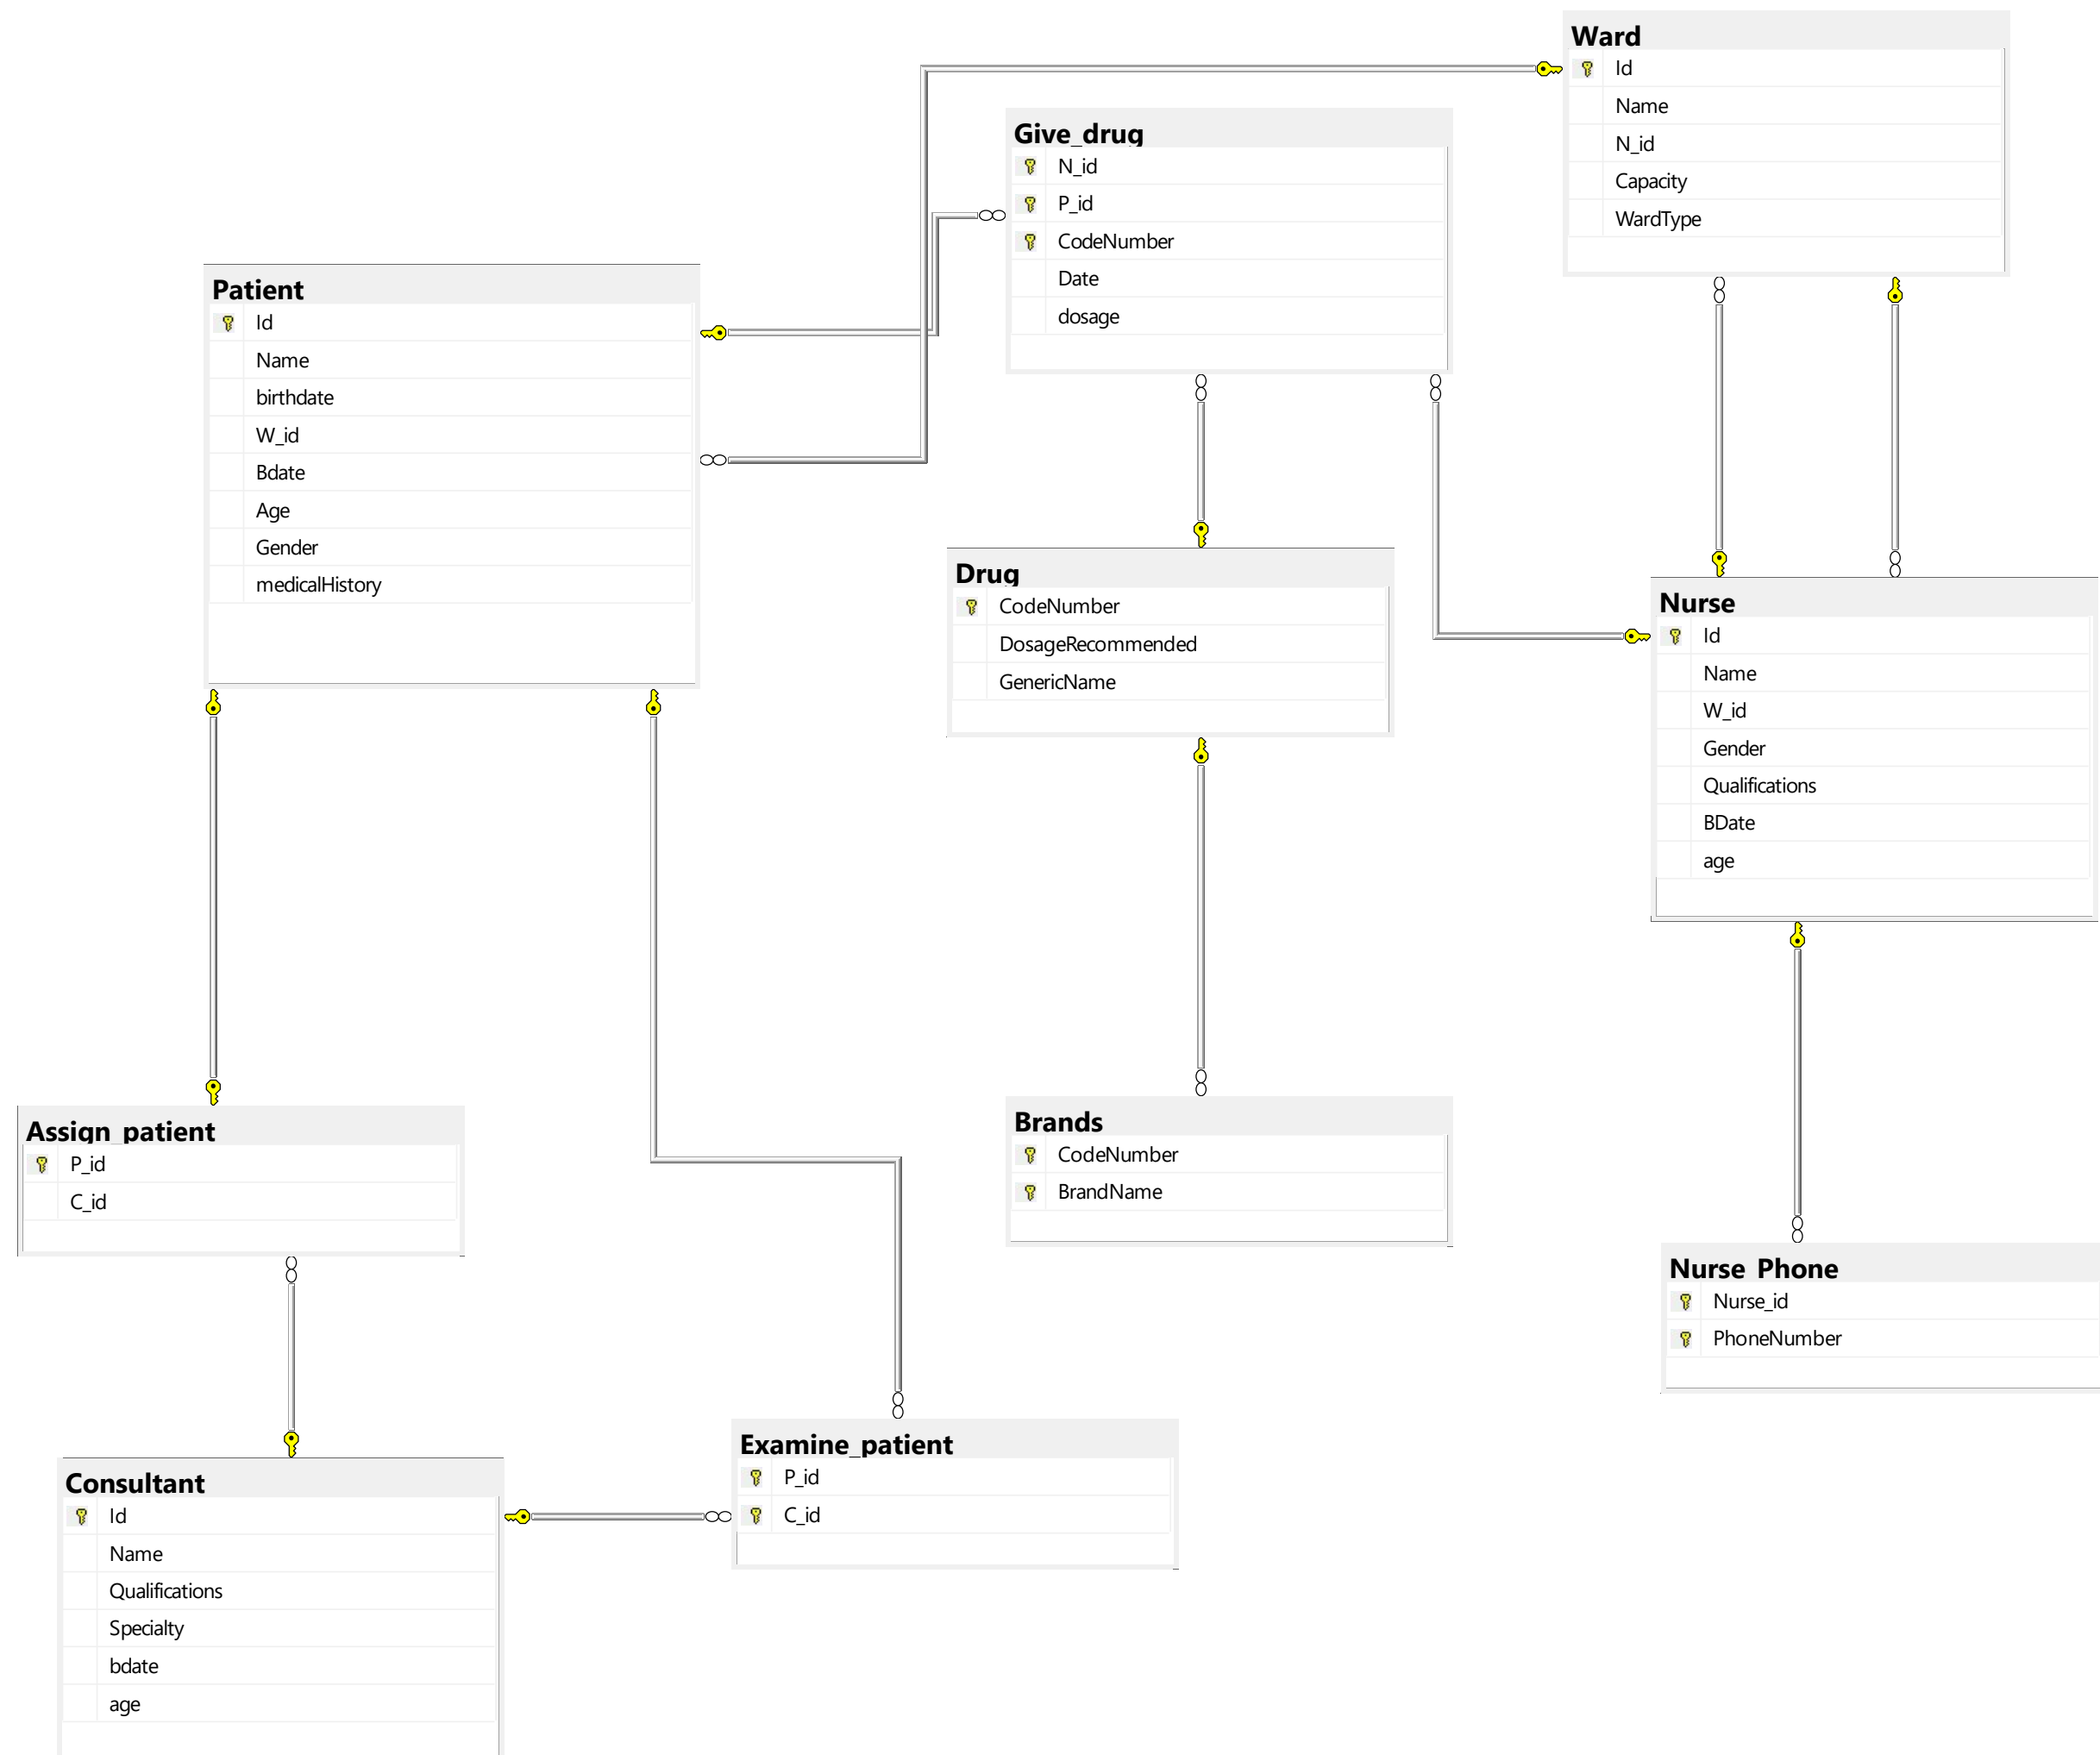 Ward
Id
Name
N_id
Capacity
WardType
Give_drug
N_id
P_id
CodeNumber
Date
dosage
Patient
Id
Name
birthdate
W_id
Bdate
Age
Gender
medicalHistory
Drug
CodeNumber
DosageRecommended
GenericName
Nurse
Id
Name
W_id
Gender
Qualifications
BDate
age
Assign_patient
P_id
C_id
Brands
CodeNumber
BrandName
Nurse_Phone
Nurse_id
PhoneNumber
Examine_patient
P_id
C_id
Consultant
Id
Name
Qualifications
Specialty
bdate
age